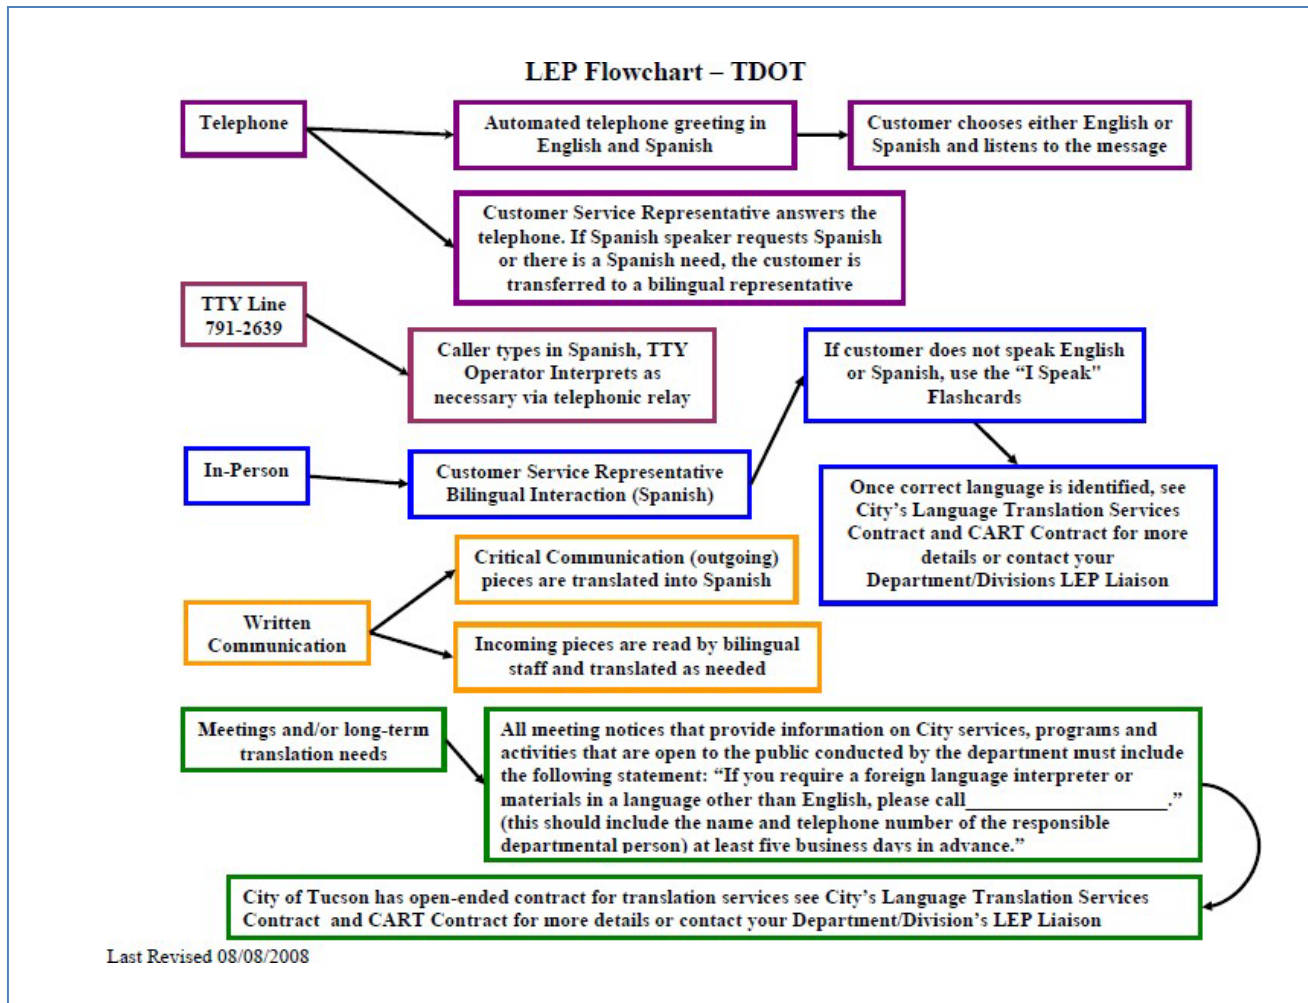 LEP Flowchart – TDOT
Telephone
Automated telephone greeting in
English and Spanish
Customer chooses either English or
Spanish and listens to the message
Customer Service Representative answers the
telephone. If Spanish speaker requests Spanish
or there is a Spanish need, the customer is
transferred to a bilingual representative
TTY Line
791-2639
Caller types in Spanish, TTY
Operator Interprets as
necessary via telephonic relay
In-Person
Customer Service Representative
Bilingual Interaction (Spanish)
If customer does not speak English
or Spanish, use the “I Speak"
Flashcards
Once correct language is identified, see
City’s Language Translation Services
Contract and CART Contract for more
details or contact your
Department/Divisions LEP Liaison
Written
Communication
Critical Communication (outgoing)
pieces are translated into Spanish
Incoming pieces are read by bilingual
staff and translated as needed
Meetings and/or long-term
translation needs
All meeting notices that provide information on City services, programs and
activities that are open to the public conducted by the department must include
the following statement: “If you require a foreign language interpreter or
materials in a language other than English, please call____________________.”
(this should include the name and telephone number of the responsible
departmental person) at least five business days in advance.”
City of Tucson has open-ended contract for translation services see City’s Language Translation Services
Contract and CART Contract for more details or contact your Department/Division’s LEP Liaison
Last Revised 08/08/2008